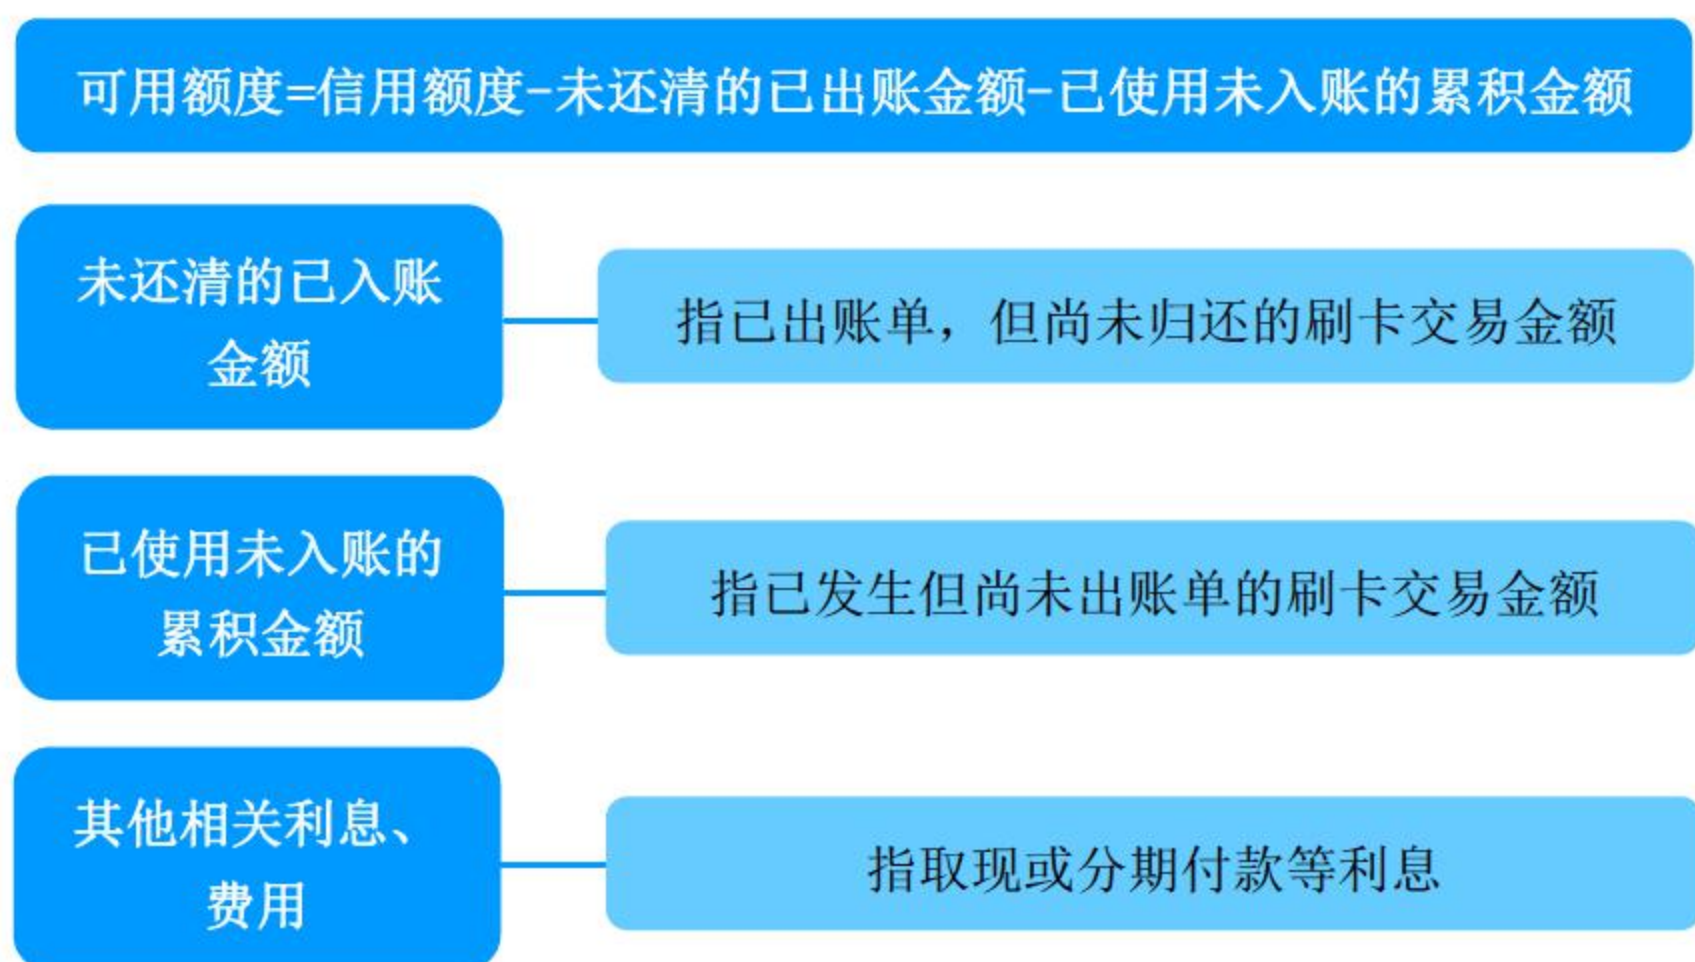 可用额度=信用额度-未还清的已出账金额-已使用未入账的累积金额
未还清的已入账
金额
指已出账单，但尚未归还的刷卡交易金额
已使用未入账的
累积金额
指已发生但尚未出账单的刷卡交易金额
其他相关利息、
费用
指取现或分期付款等利息